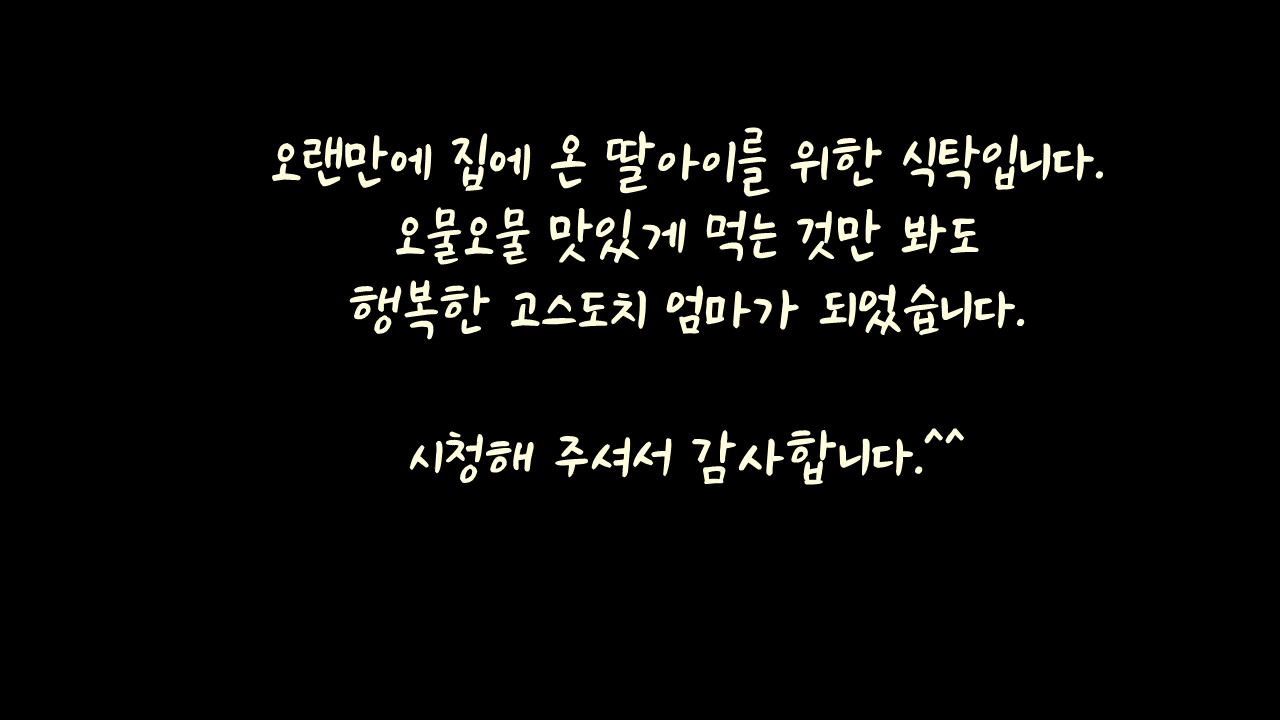 오랜만에 집에 온 딸아이를 위한 식탁입니다.
오물오물 맛있게 먹는 것만 봐도
행복한 고스도치 엄마가 되었습니다.
시청해 주셔서 감사합니다.^^